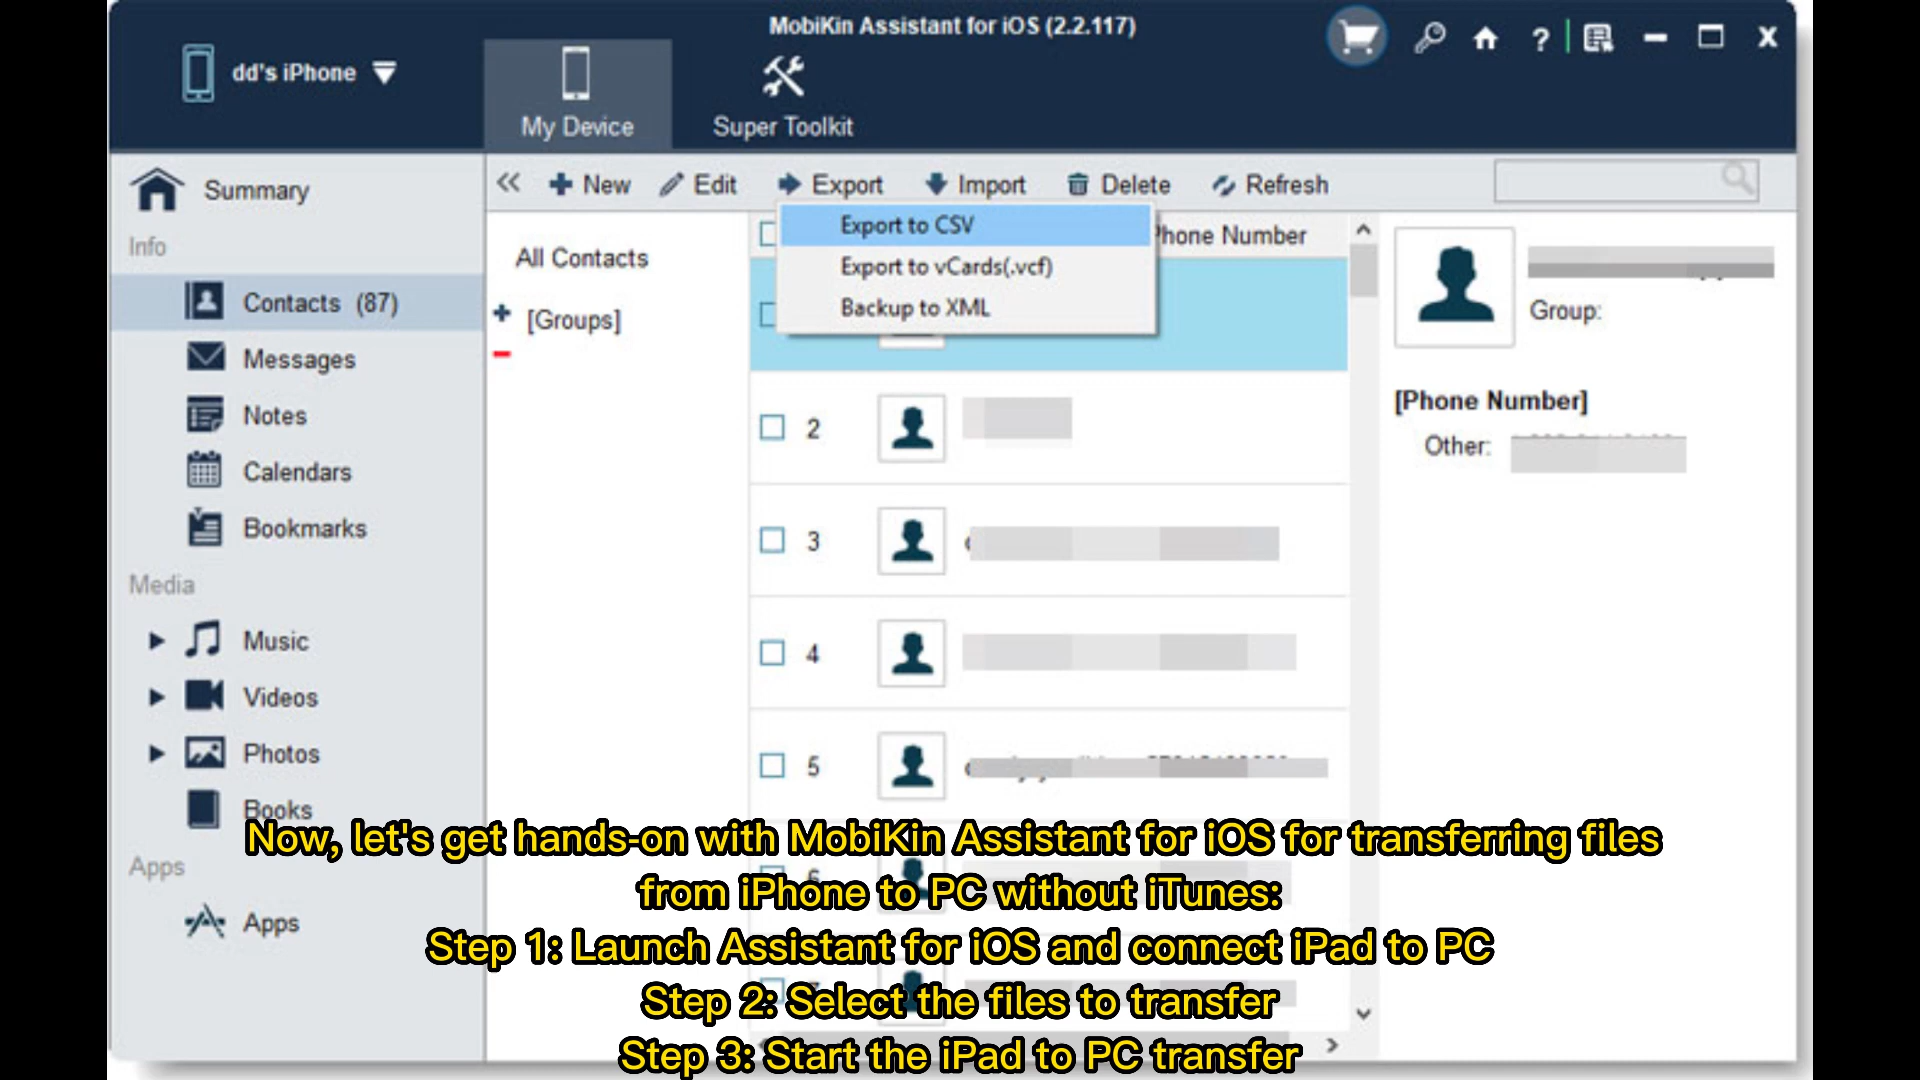 MobiKin Assistant for iOS (2.2.117)
dd's iPhone
My Device
Super Toolkit
?
Summary
New
Edit
Export
Import
Delete
Refresh
Export to CSV
Export to vCards(.vcf)
Backup to XML
Phone Number
Info
Contacts (87)
Messages
Notes
Calendars
Bookmarks
Media
Music
Videos
Photos
Books
Apps
Apps
All Contacts
[Groups]
2
3
4
5
6
Group:
[Phone Number]
Other:
Now, let's get hands-on with MobiKin Assistant for iOS for transferring files
from iPhone to PC without iTunes:
Step 1: Launch Assistant for iOS and connect iPad to PC
Step 2: Select the files to transfer
Step 3: Start the iPad to PC transfer